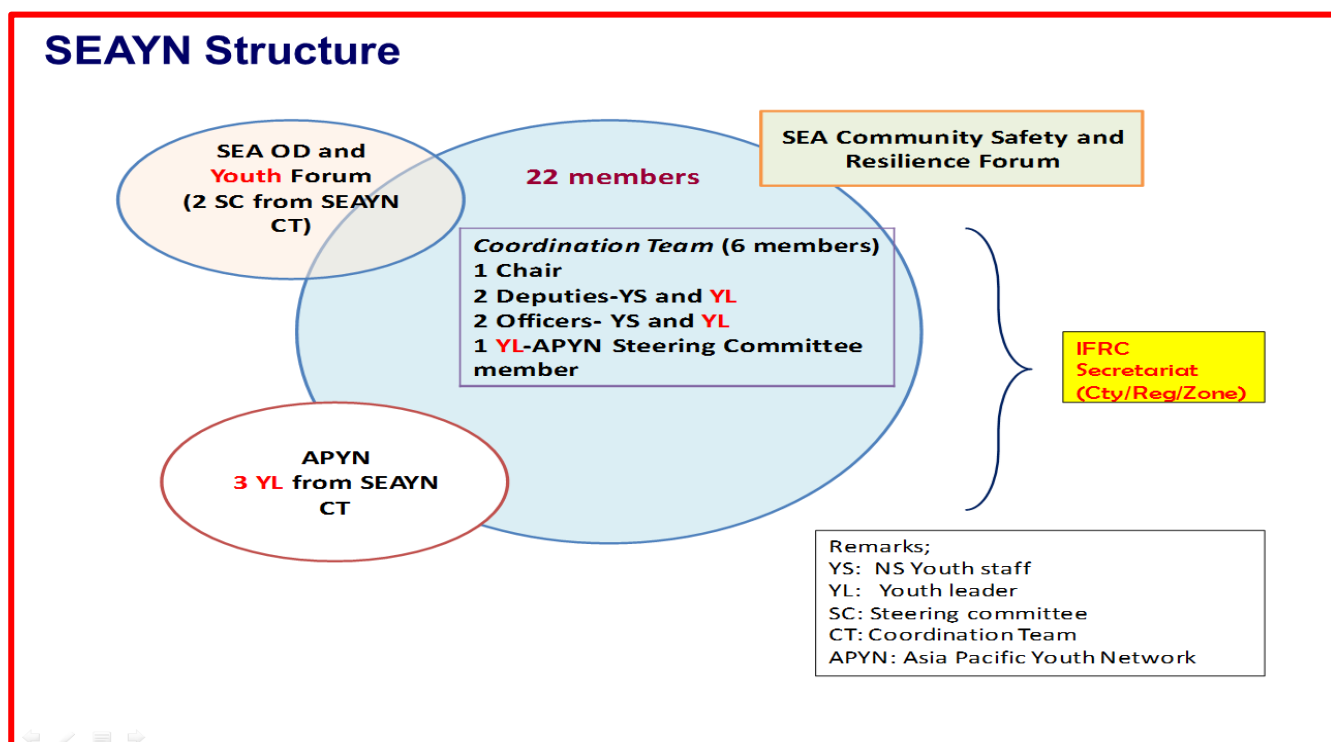 SEAYN Structure
SEA OD and
Youth Forum
(2 SC from SEAYN
CT)
22 members
SEA Community Safety and
Resilience Forum
Coordination Team (6 members)
1 Chair
2 Deputies-YS and YL
2 Officers- YS and YL
1 YL-APYN Steering Committee
member
IFRC
Secretariat
(Cty/Reg/Zone)
APYN
3 YL from SEAYN
CT
Remarks;
YS: NS Youth staff
YL: Youth leader
SC: Steering committee
CT: Coordination Team
APYN: Asia Pacific Youth Network